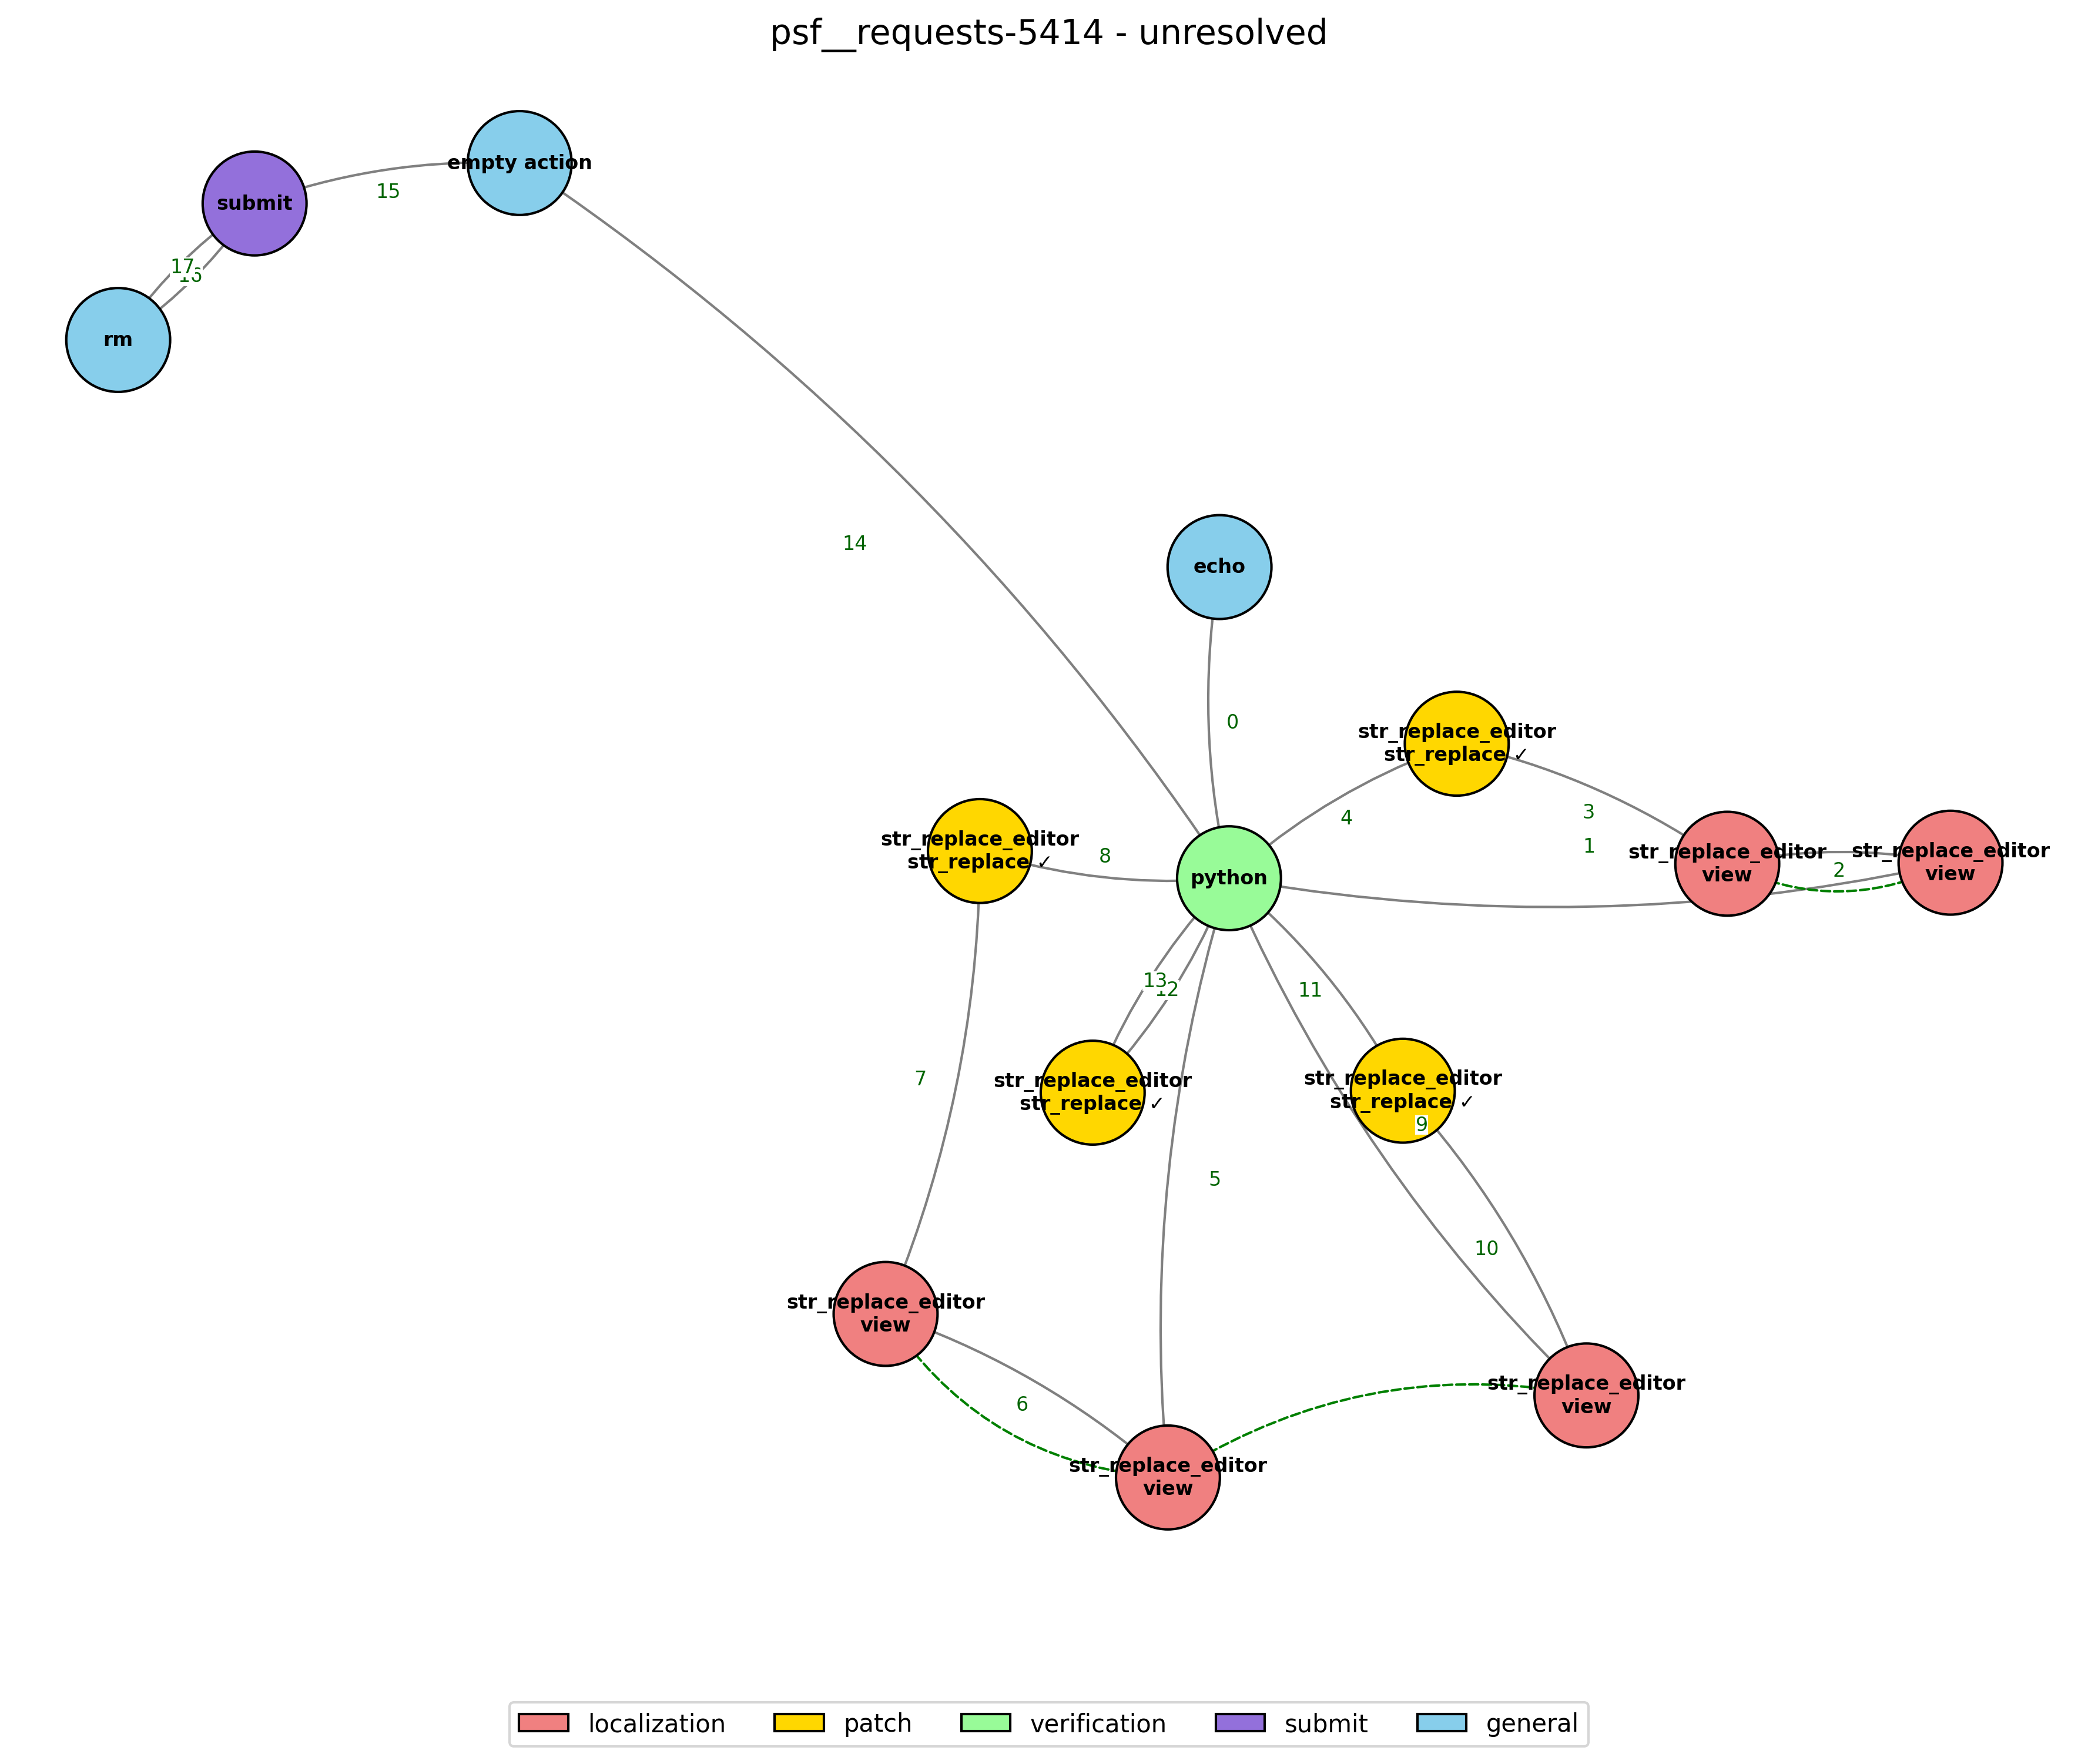 psf__requests-5414 - unresolved
empty action
submit
15
17
16
rm
14
echo
0
str_replace_editor
str_replace ✓
4
3
1
str_replace_editor
view
2
str_replace_editor
view
str_replace_editor
str_replace ✓
8
python
13
12
11
7
str_replace_editor
str_replace ✓
str_replace_editor
str_replace ✓
9
5
10
str_replace_editor
view
6
str_replace_editor
view
str_replace_editor
view
localization
patch
verification
submit
general